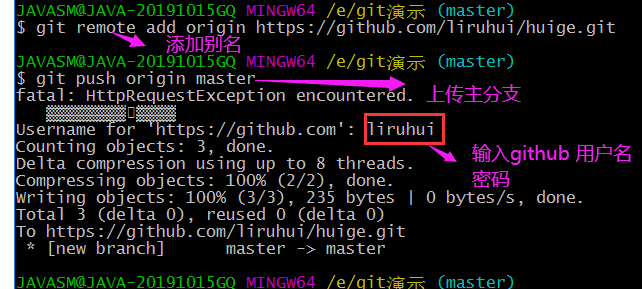 JAVASM@JAVA-20191015GQ MINGW64 /e/git演示 (master)
$ git remote add origin https://github.com/liruhui/huige.git
添加别名
JAVASM@JAVA-20191015GQ MINGW64 /e/git演示 (master)
$ git push origin master
fatal: HttpRequestException encountered.
上传主分支
Username for 'https://github.com': liruhui
Counting objects: 3, done.
输入github 用户名
Delta compression using up to 8 threads.
密码
Compressing objects: 100% (2/2), done.
Writing objects: 100% (3/3), 235 bytes | 0 bytes/s, done.
Total 3 (delta 0), reused 0 (delta 0)
To https://github.com/liruhui/huige.git
* [new branch]      master -> master
JAVASM@JAVA-20191015GQ MINGW64 /e/git演示 (master)